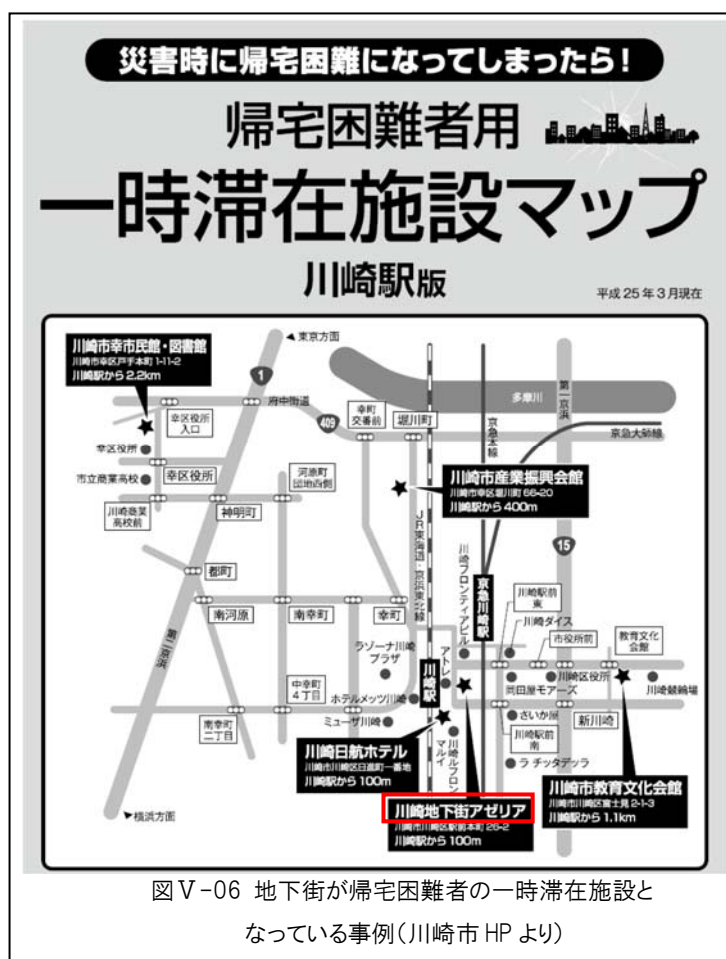 災害時に帰宅困難になってしまったら!
帰宅困難者用
一時滞在施設マップ
川崎駅版
平成25年3月現在
川崎市幸市民館・図書館
川崎市幸区戸手本町1-11-2
川崎駅から2.2km
東京方面
1
府中街道
409
幸区役所
入口
幸町
交番前
堀川町
多摩川
第一京浜
京急本線
京急大師線
幸区役所
市立商業高校
幸区役所
河原町
団地西側
川崎商業
高校前
神明町
川崎市産業振興会館
川崎市幸区堀川町66-20
川崎駅から400m
JR東海道・京浜東北線
川崎フロンティアビル
京急川崎駅
15
都町
川崎駅前
東
川崎ダイス
市役所前
教育文化
会館
南河原
南幸町
幸町
第二京浜
ラゾーナ川崎
プラザ
アトレ
川崎駅
岡田屋モアーズ
川崎区役所
川崎競輪場
中幸町
4丁目
ホテルメッツ川崎
ミューザ川崎
さいか屋
新川崎
南幸町
二丁目
川崎駅前
南
川崎ルフロン
マルイ
ラ チッタデッラ
川崎日航ホテル
川崎市川崎区日進町一番地
川崎駅から100m
川崎地下街アゼリア
川崎市川崎区駅前本町26-2
川崎駅から100m
川崎市教育文化会館
川崎市川崎区富士見2-1-3
川崎駅から1.1km
横浜方面
図Ⅴ-06 地下街が帰宅困難者の一時滞在施設と
なっている事例(川崎市HPより)